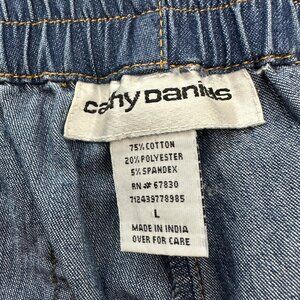 cathy Daniels
75% COTTON
20% POLYESTER
5% SPANDEX
RN # 67830
712439778985
L
MADE IN INDIA
OVER FOR CARE